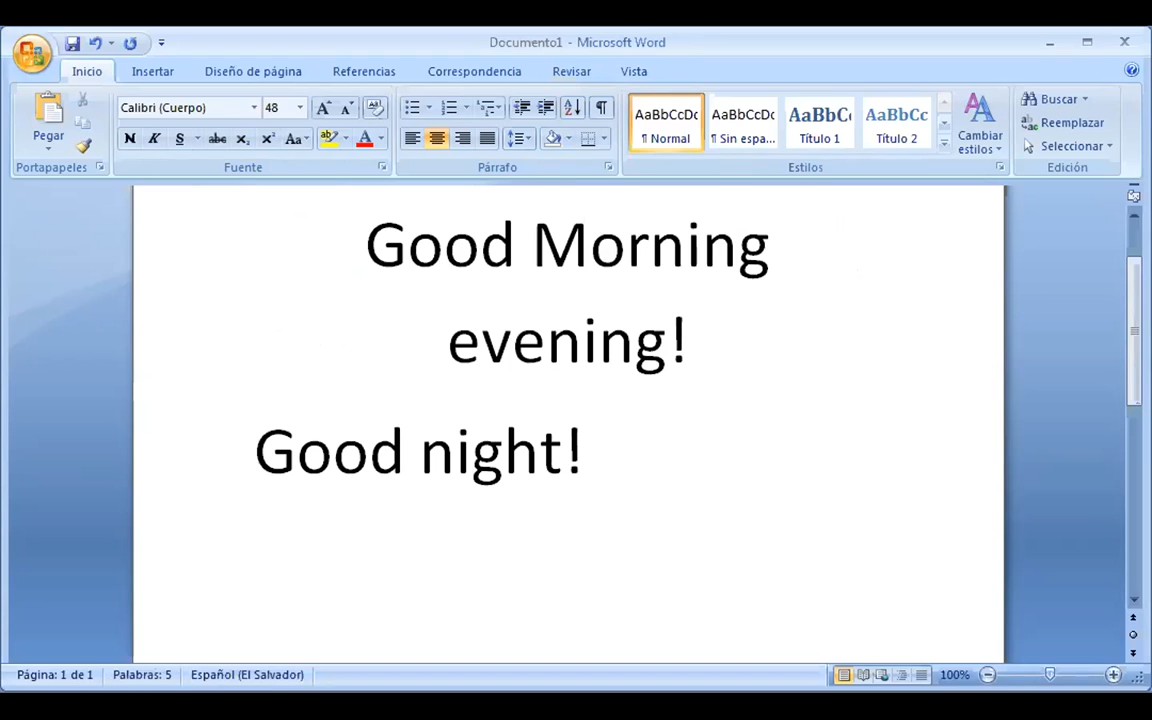 Documento1 - Microsoft Word
Inicio Insertar Diseño de página Referencias Correspondencia Revisar Vista
Pegar
Portapapeles
Calibri (Cuerpo) 48
N K S abc x₂ x² Aa
ab A
Fuente
Párrafo
AaBbCcDc AaBbCcDc AaBbC AaBbCc
¶ Normal ¶ Sin espa... Título 1 Título 2
Cambiar estilos
Estilos
Buscar
Reemplazar
Seleccionar
Edición
Good Morning
evening!
Good night!
Página: 1 de 1 Palabras: 5 Español (El Salvador) 100%